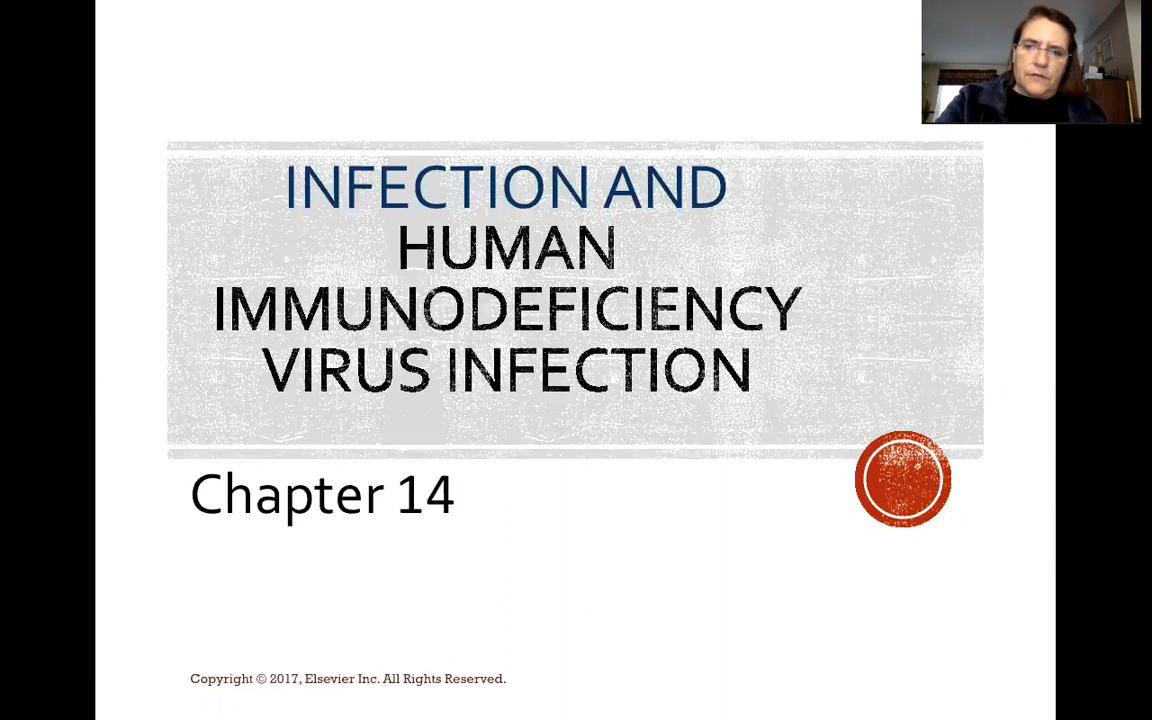 INFECTION AND
HUMAN
IMMUNODEFICIENCY
VIRUS INFECTION
Chapter 14
Copyright © 2017, Elsevier Inc. All Rights Reserved.